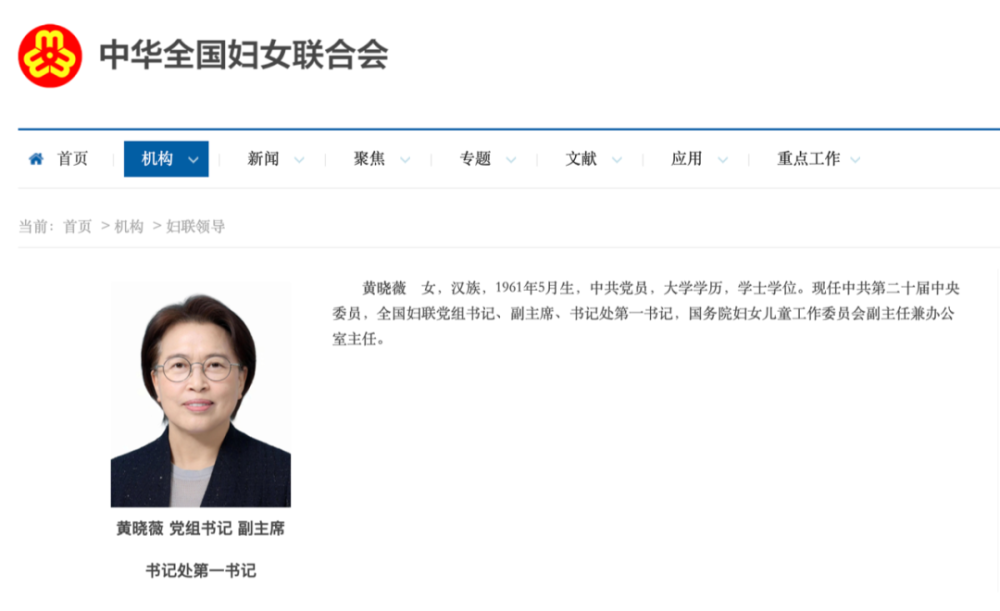 中华全国妇女联合会
首页 机构 新闻 聚焦 专题 文献 应用 重点工作
当前：首页 > 机构 > 妇联领导
黄晓薇 女，汉族，1961年5月生，中共党员，大学学历，学士学位。现任中共第二十届中央
委员，全国妇联党组书记、副主席、书记处第一书记，国务院妇女儿童工作委员会副主任兼办公
室主任。
黄晓薇 党组书记 副主席
书记处第一书记